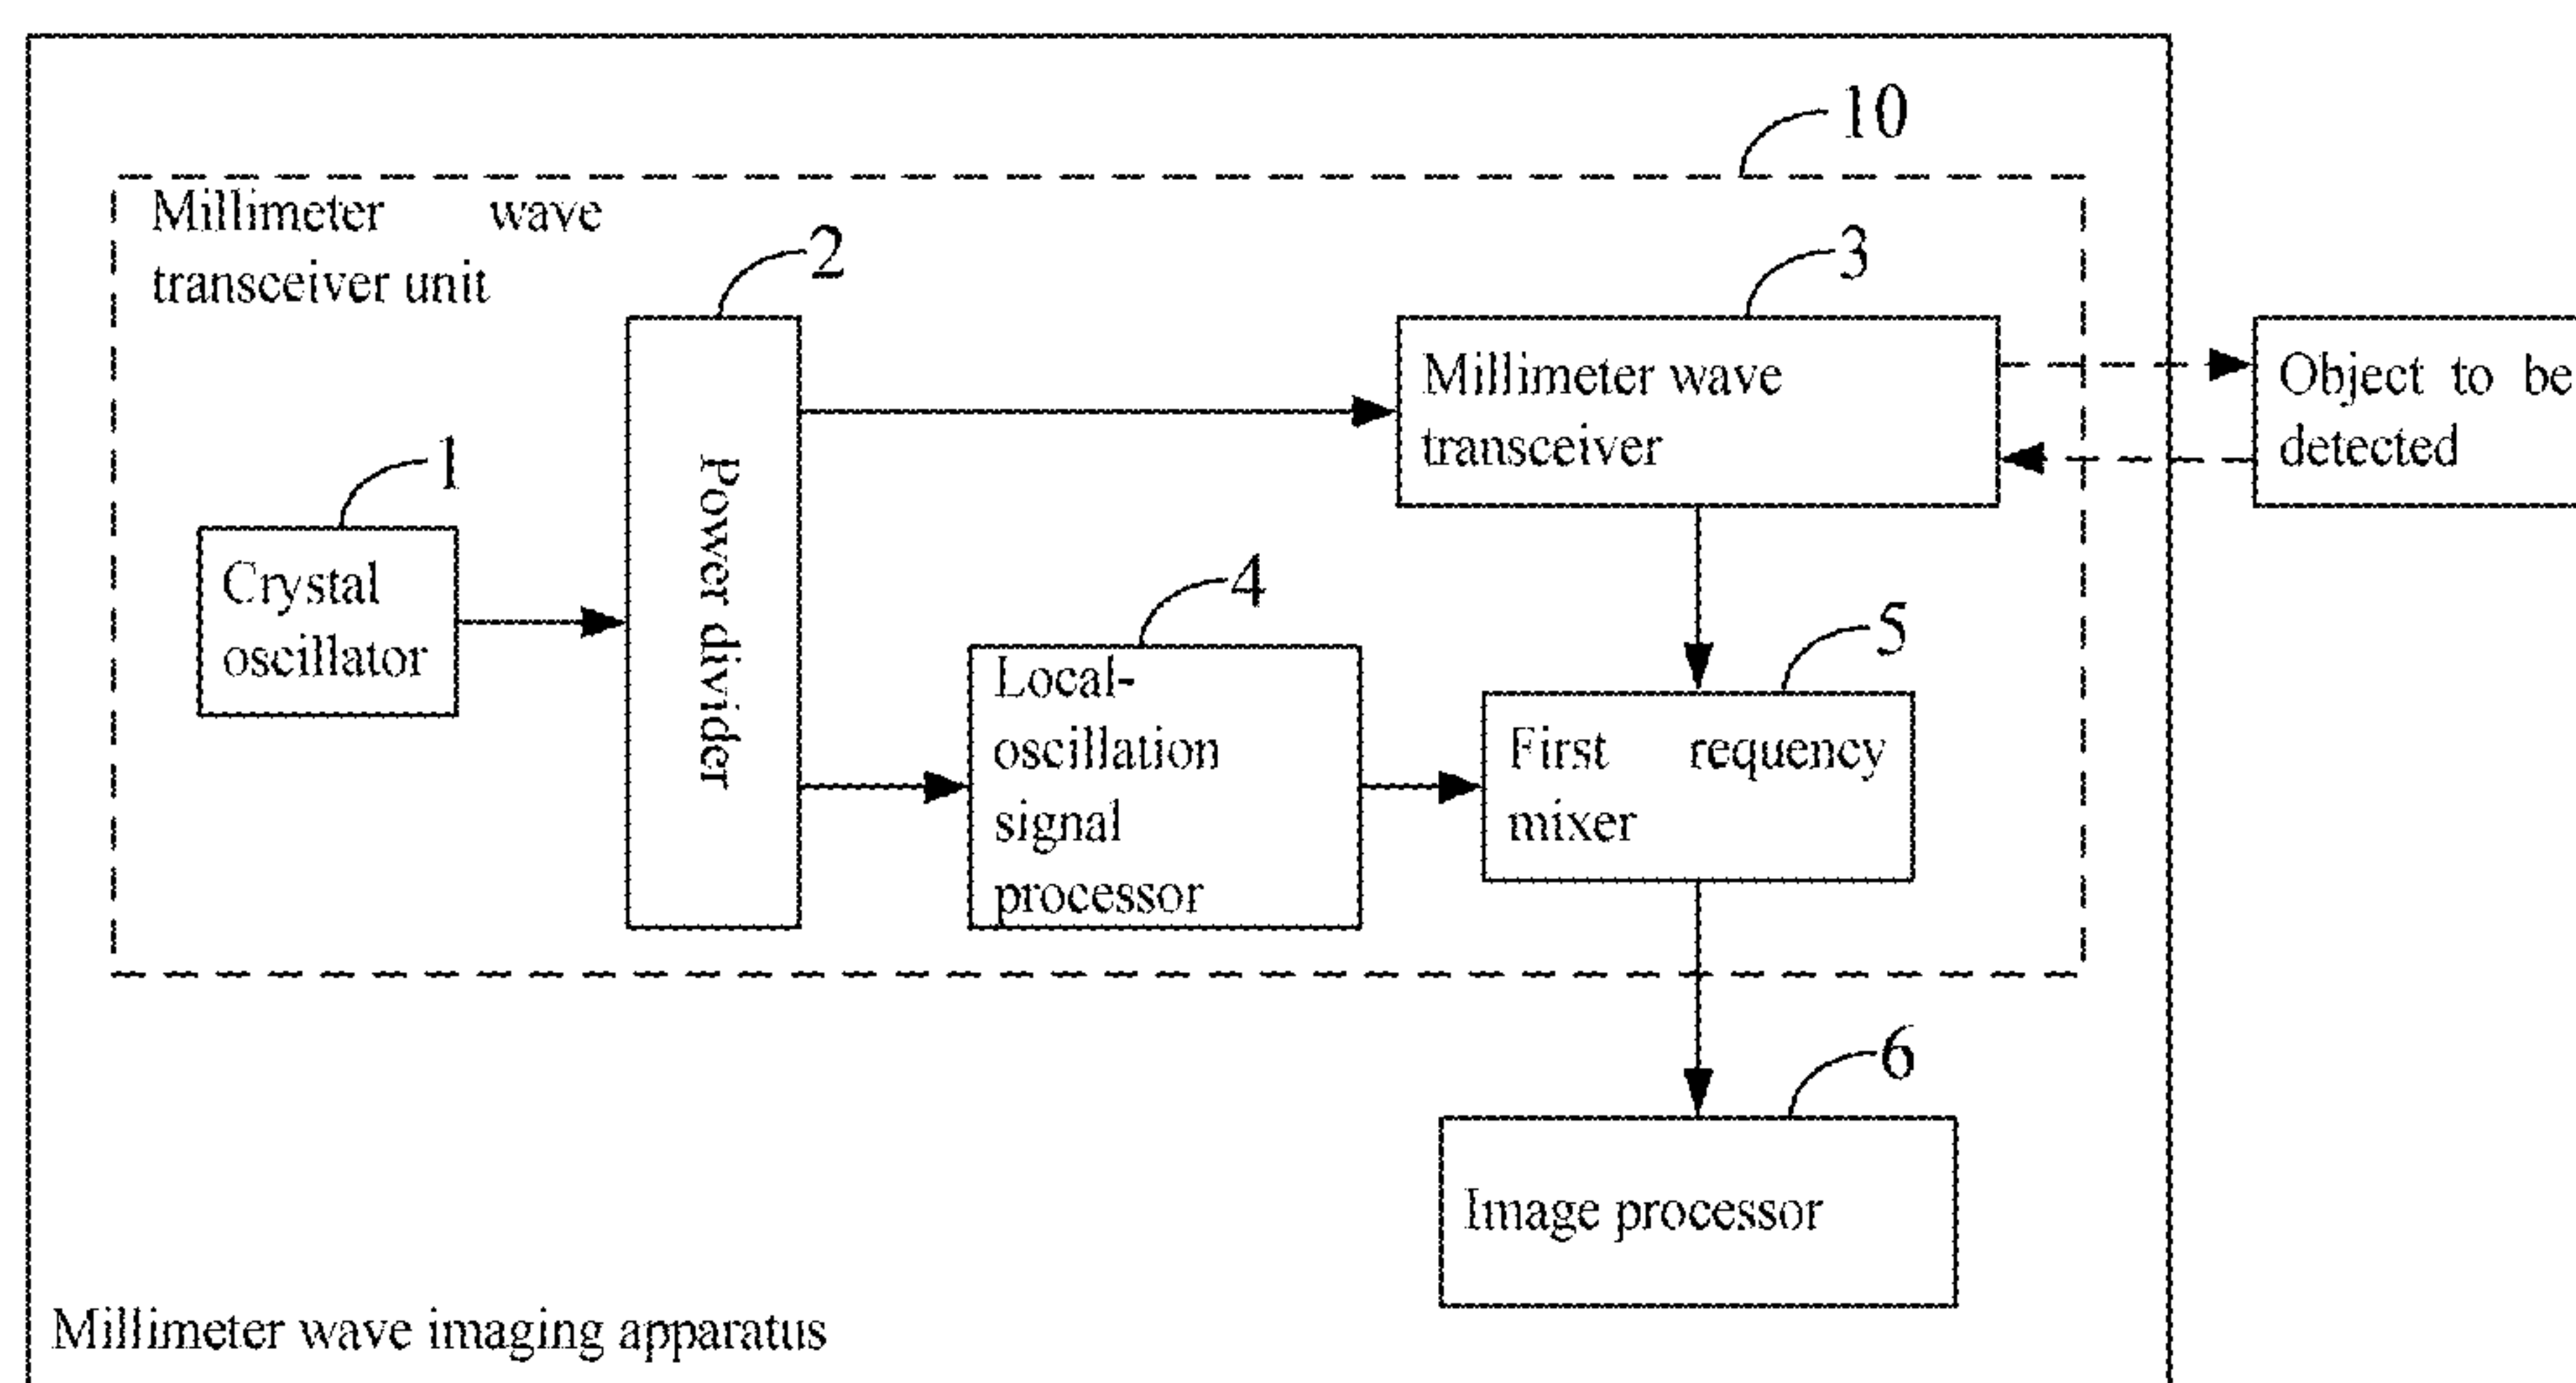 10
Millimeter wave
transceiver unit
2
3
Millimeter wave
transceiver
Object to be
detected
1
Crystal
oscillator
Power divider
4
Local-
oscillation
signal
processor
5
First requency
mixer
6
Image processor
Millimeter wave imaging apparatus